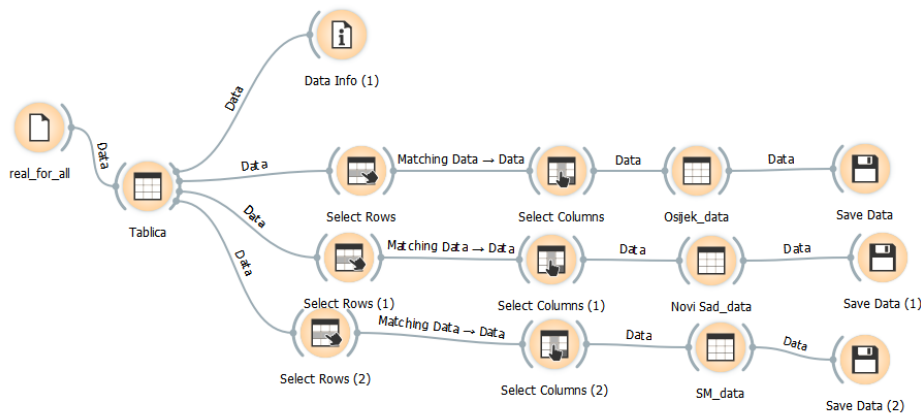 Data Info (1)
Data
real_for_all
Data
Tablica
Data
Select Rows
Matching Data → Data
Select Columns
Data
Osijek_data
Data
Save Data
Data
Select Rows (1)
Matching Data → Data
Select Columns (1)
Data
Novi Sad_data
Data
Save Data (1)
Data
Select Rows (2)
Matching Data → Data
Select Columns (2)
Data
SM_data
Data
Save Data (2)